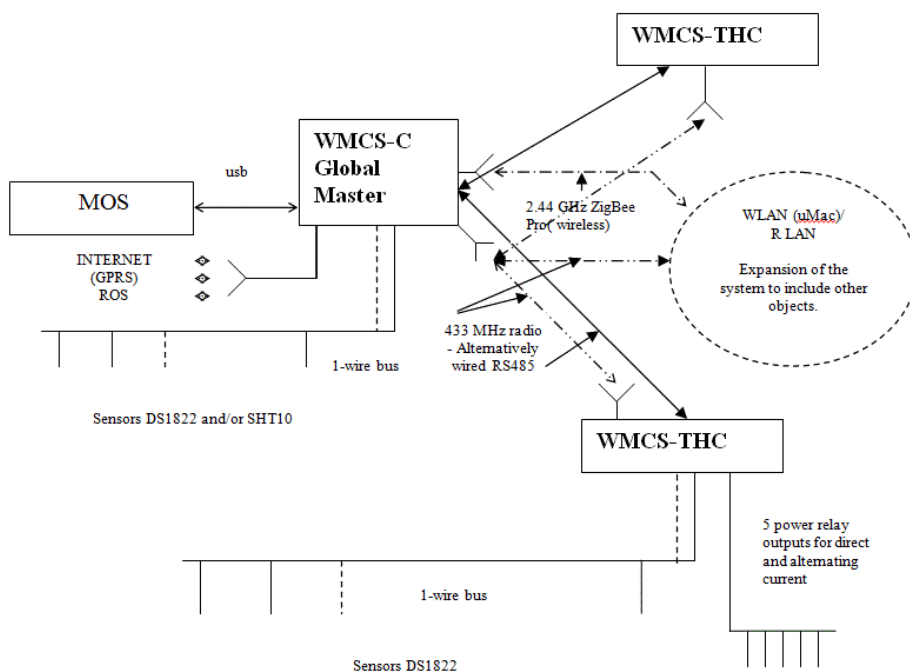 WMCS-THC
WMCS-C
Global
Master
usb
MOS
2.44 GHz ZigBee
Pro( wireless)
WLAN (uMac)/
R LAN
Expansion of the
system to include other
objects.
INTERNET
(GPRS)
ROS
433 MHz radio
- Alternatively
wired RS485
1-wire bus
Sensors DS1822 and/or SHT10
WMCS-THC
5 power relay
outputs for direct
and alternating
current
1-wire bus
Sensors DS1822